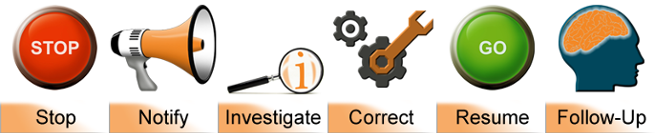 STOP
GO
i
Stop
Notify
Investigate
Correct
Resume
Follow-Up